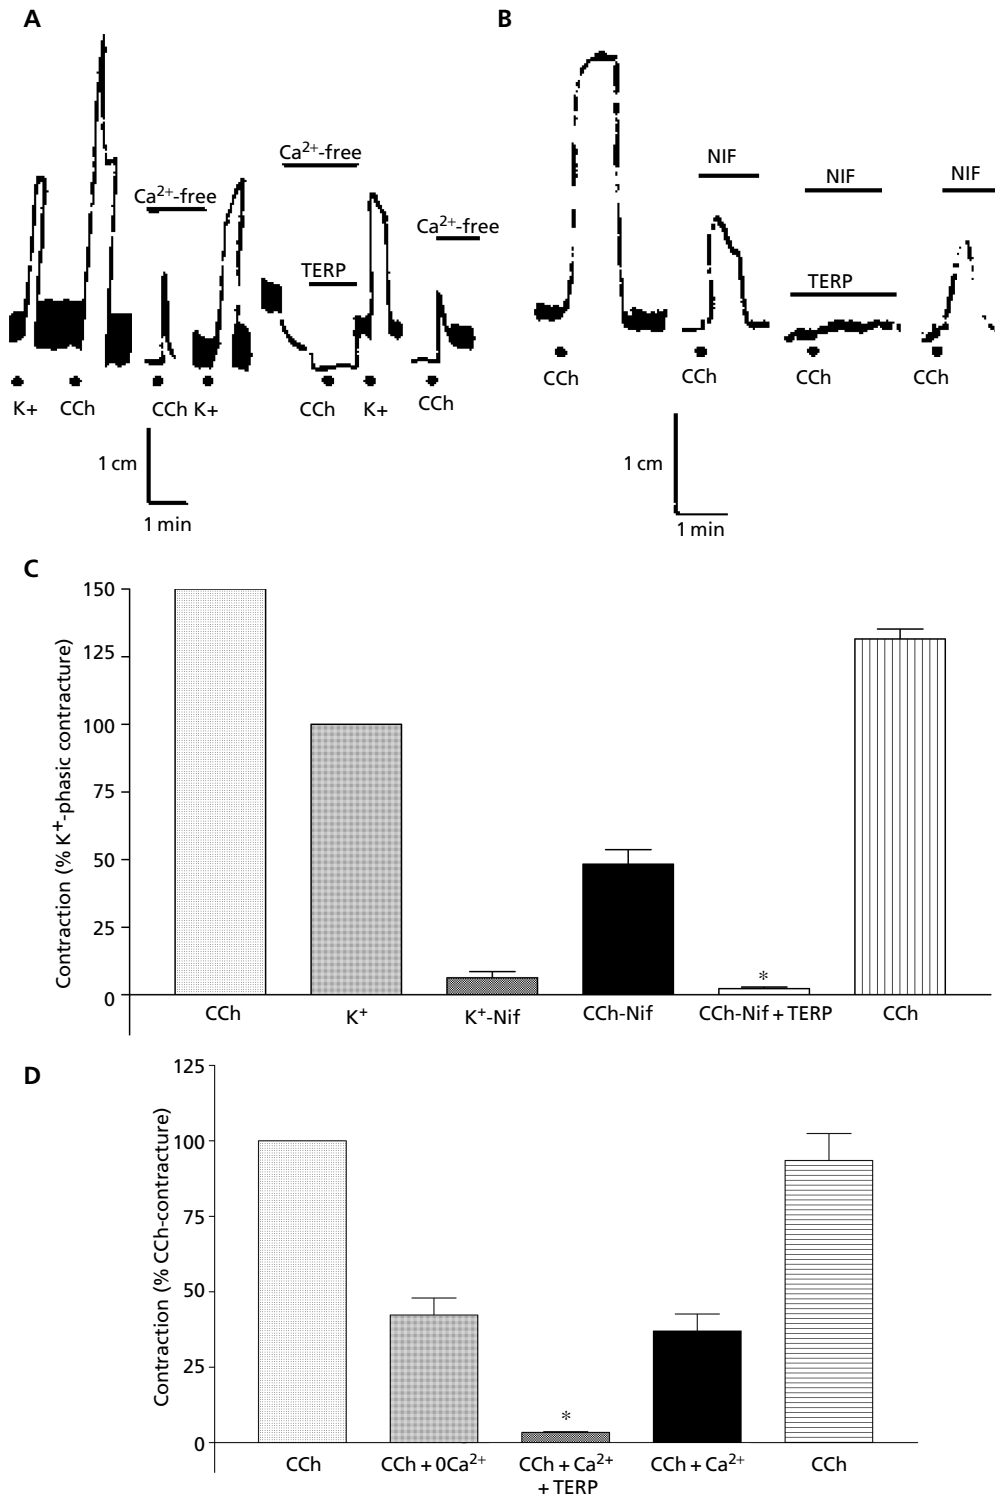 A
B
Ca²⁺-free
Ca²⁺-free
Ca²⁺-free
TERP
K+ CCh CCh K+ CCh K+ CCh
1 cm
1 min
NIF
NIF
NIF
TERP
CCh CCh CCh CCh
1 cm
1 min
C
Contraction (% K⁺-phasic contracture)
150
125
100
75
50
25
0
*
CCh K⁺ K⁺-Nif CCh-Nif CCh-Nif + TERP CCh
D
Contraction (% CCh-contracture)
125
100
75
50
25
0
*
CCh CCh + 0Ca²⁺ CCh + Ca²⁺ CCh + Ca²⁺ CCh
+ TERP